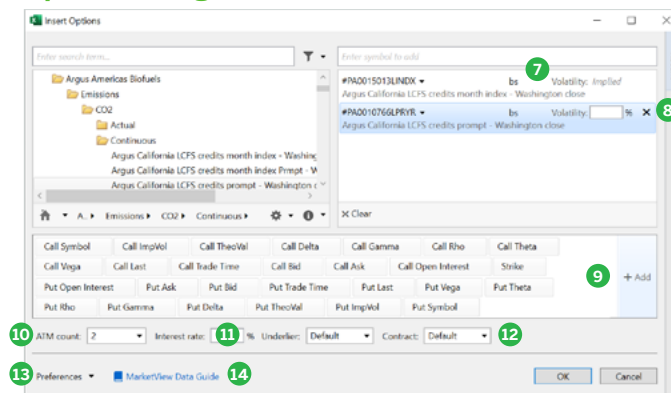 Insert Options
Enter search term...
Enter symbol to add
7
Argus Americas Biofuels
Emissions
CO2
Actual
Continuous
Argus California LCFS credits month index - Washing
Argus California LCFS credits month index Prmpt - W
Argus California LCFS credits prompt - Washington c
#PA0015013LINDX bs Volatility: Implied
Argus California LCFS credits month index - Washington close
#PA0010766LPRYR bs Volatility: % × 8
Argus California LCFS credits prompt - Washington close
A.. Emissions CO2 Continuous
× Clear
Call Symbol Call ImpVol Call TheoVal Call Delta Call Gamma Call Rho Call Theta
Call Vega Call Last Call Trade Time Call Bid Call Ask Call Open Interest Strike
9 + Add
Put Open Interest Put Ask Put Bid Put Trade Time Put Last Put Vega Put Theta
Put Rho Put Gamma Put Delta Put TheoVal Put ImpVol Put Symbol
10 ATM count: 2 Interest rate: 11 % Underlier: Default Contract: Default 12
13 Preferences MarketView Data Guide 14 OK Cancel